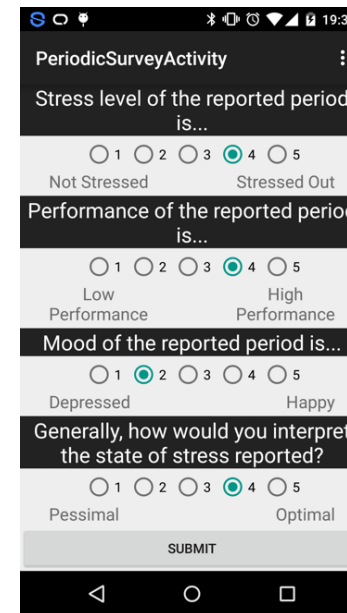 19:3
PeriodicSurveyActivity
Stress level of the reported period
is...
1 2 3 4 5
Not Stressed Stressed Out
Performance of the reported perio
is...
1 2 3 4 5
Low High
Performance Performance
Mood of the reported period is...
1 2 3 4 5
Depressed Happy
Generally, how would you interpret
the state of stress reported?
1 2 3 4 5
Pessimal Optimal
SUBMIT